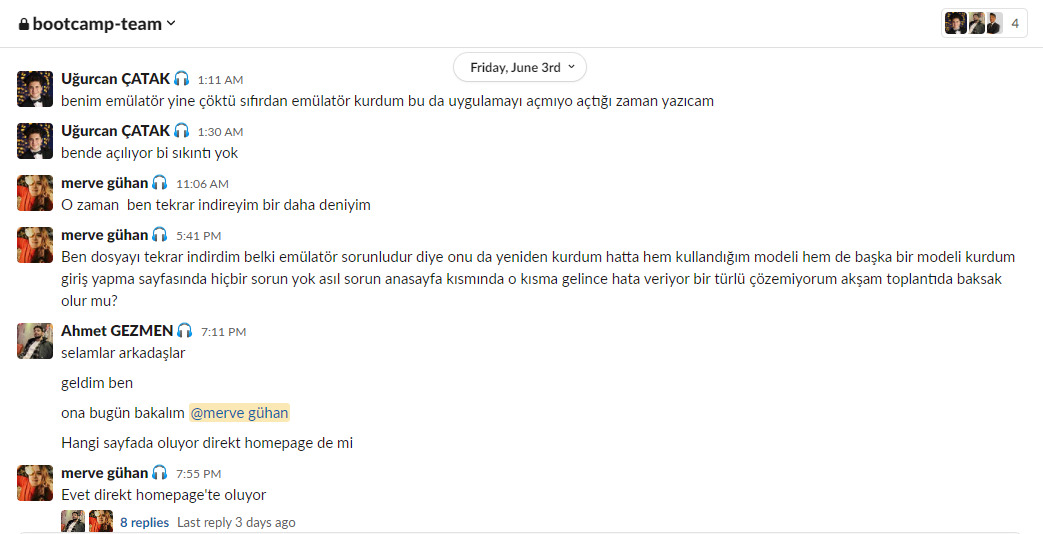 bootcamp-team
4
Friday, June 3rd
Uğurcan ÇATAK 1:11 AM
benim emülatör yine çöktü sıfırdan emülatör kurdum bu da uygulamayı açmıyo açtığı zaman yazıcam
Uğurcan ÇATAK 1:30 AM
bende açılıyor bi sıkıntı yok
merve gühan 11:06 AM
O zaman  ben tekrar indireyim bir daha deniyim
merve gühan 5:41 PM
Ben dosyayı tekrar indirdim belki emülatör sorunludur diye onu da yeniden kurdum hatta hem kullandığım modeli hem de başka bir modeli kurdum
giriş yapma sayfasında hiçbir sorun yok asıl sorun anasayfa kısmında o kısma gelince hata veriyor bir türlü çözemiyorum akşam toplantıda baksak
olur mu?
Ahmet GEZMEN 7:11 PM
selamlar arkadaşlar
geldim ben
ona bugün bakalım @merve gühan
Hangi sayfada oluyor direkt homepage de mi
merve gühan 7:55 PM
Evet direkt homepage'te oluyor
8 replies Last reply 3 days ago